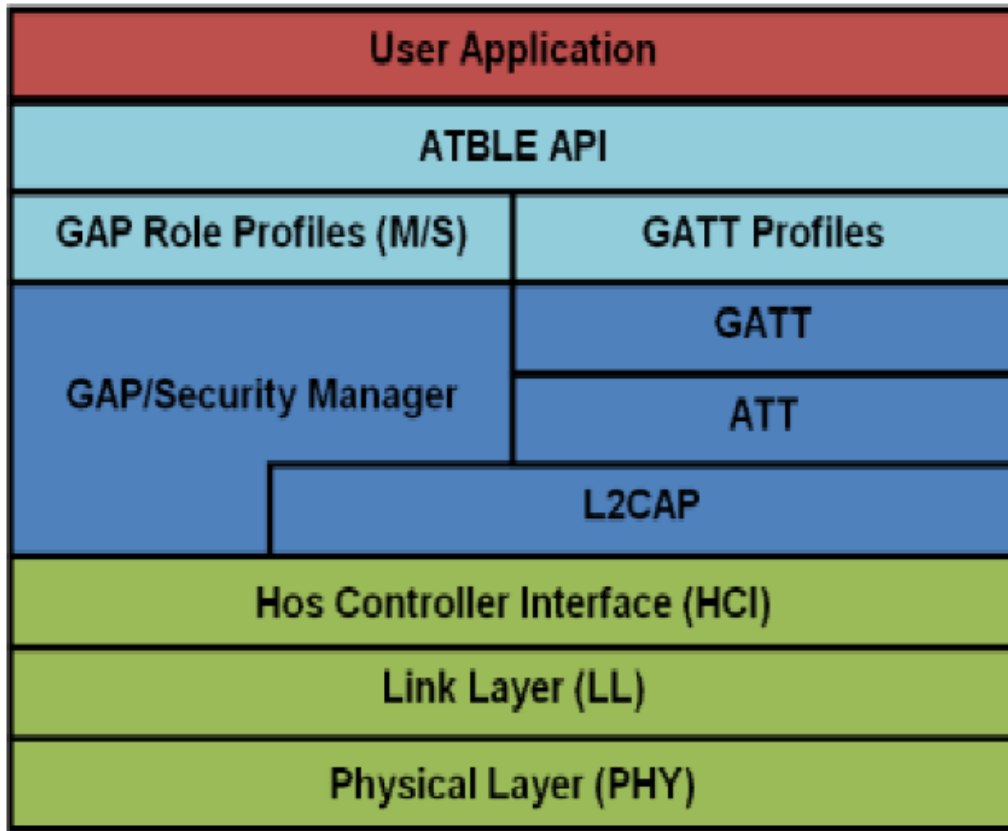 User Application
ATBLE API
GAP Role Profiles (M/S)
GATT Profiles
GAP/Security Manager
GATT
ATT
L2CAP
Hos Controller Interface (HCI)
Link Layer (LL)
Physical Layer (PHY)